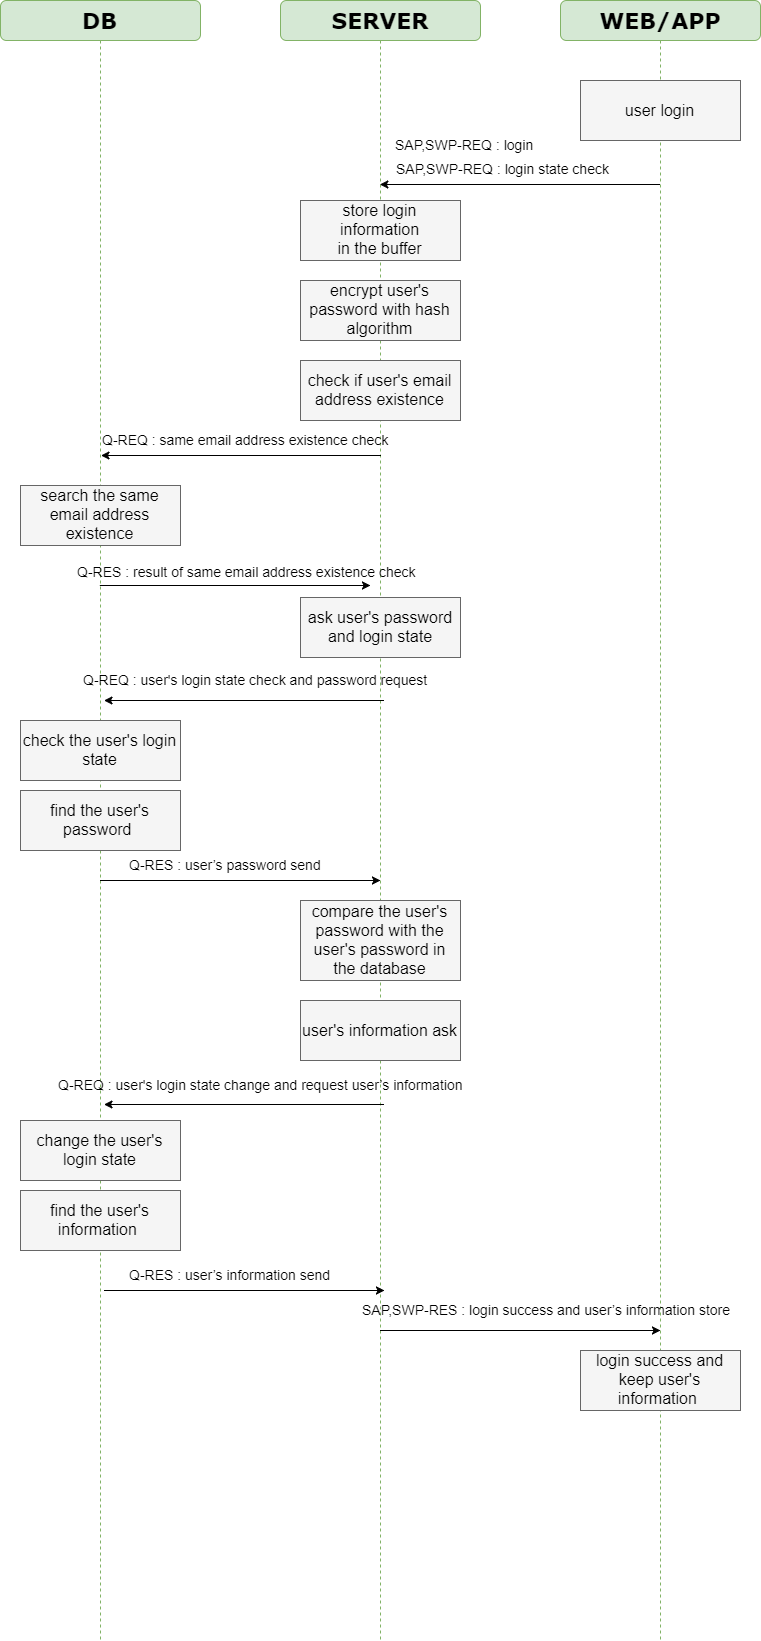 DB
SERVER
WEB/APP
user login
SAP,SWP-REQ : login
SAP,SWP-REQ : login state check
store login
information
in the buffer
encrypt user's
password with hash
algorithm
check if user's email
address existence
Q-REQ : same email address existence check
search the same
email address
existence
Q-RES : result of same email address existence check
ask user's password
and login state
Q-REQ : user's login state check and password request
check the user's login
state
find the user's
password
Q-RES : user’s password send
compare the user's
password with the
user's password in
the database
user's information ask
Q-REQ : user's login state change and request user’s information
change the user's
login state
find the user's
information
Q-RES : user’s information send
SAP,SWP-RES : login success and user’s information store
login success and
keep user's
information